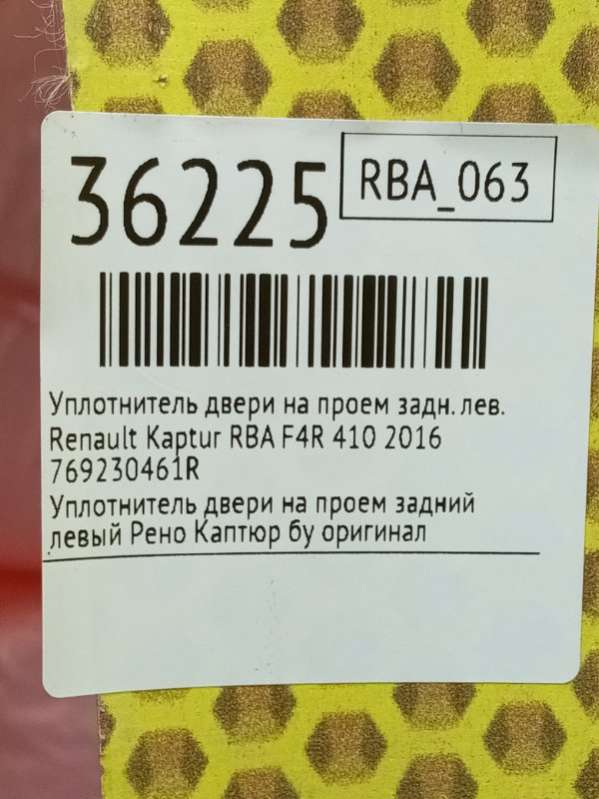 36225
RBA_063
Уплотнитель двери на проем задн. лев.
Renault Kaptur RBA F4R 410 2016
769230461R
Уплотнитель двери на проем задний
левый Рено Каптюр бу оригинал